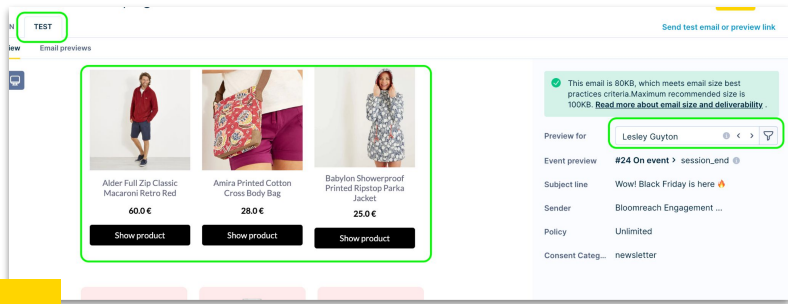 TEST
Send test email or preview link
Email previews
This email is 80KB, which meets email size best
practices criteria.Maximum recommended size is
100KB. Read more about email size and deliverability .
Preview for
Lesley Guyton
Event preview
#24 On event > session_end
Subject line
Wow! Black Friday is here 🔥
Sender
Bloomreach Engagement ...
Policy
Unlimited
Consent Categ...
newsletter
Alder Full Zip Classic
Macaroni Retro Red
60.0 €
Show product
Amira Printed Cotton
Cross Body Bag
28.0 €
Show product
Babylon Showerproof
Printed Ripstop Parka
Jacket
25.0 €
Show product